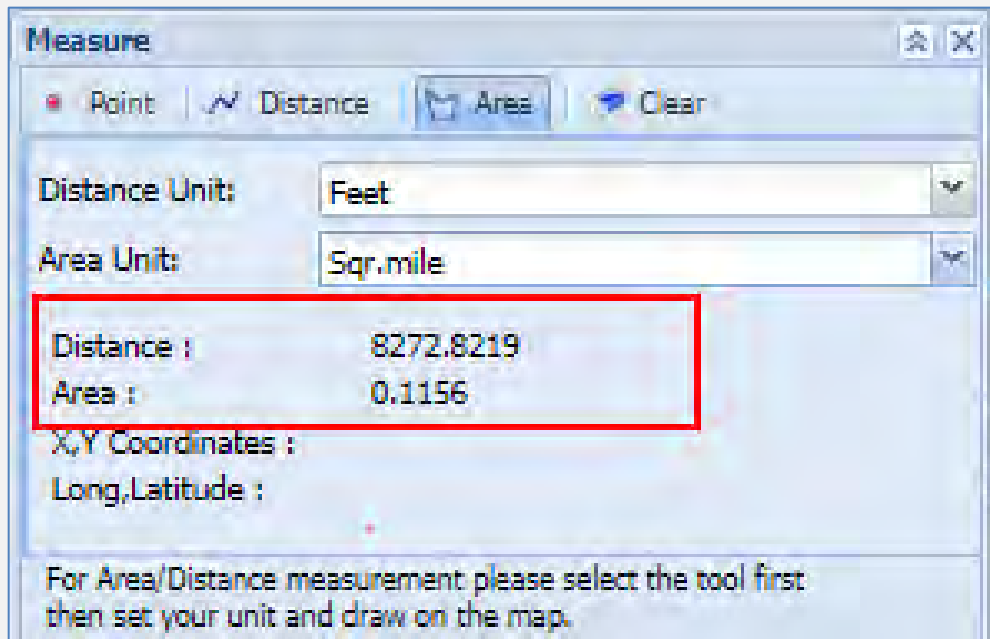 Measure
Point Distance Area Clear
Distance Unit: Feet
Area Unit: Sqr.mile
Distance : 8272.8219
Area : 0.1156
X,Y Coordinates :
Long,Latitude :
For Area/Distance measurement please select the tool first
then set your unit and draw on the map.